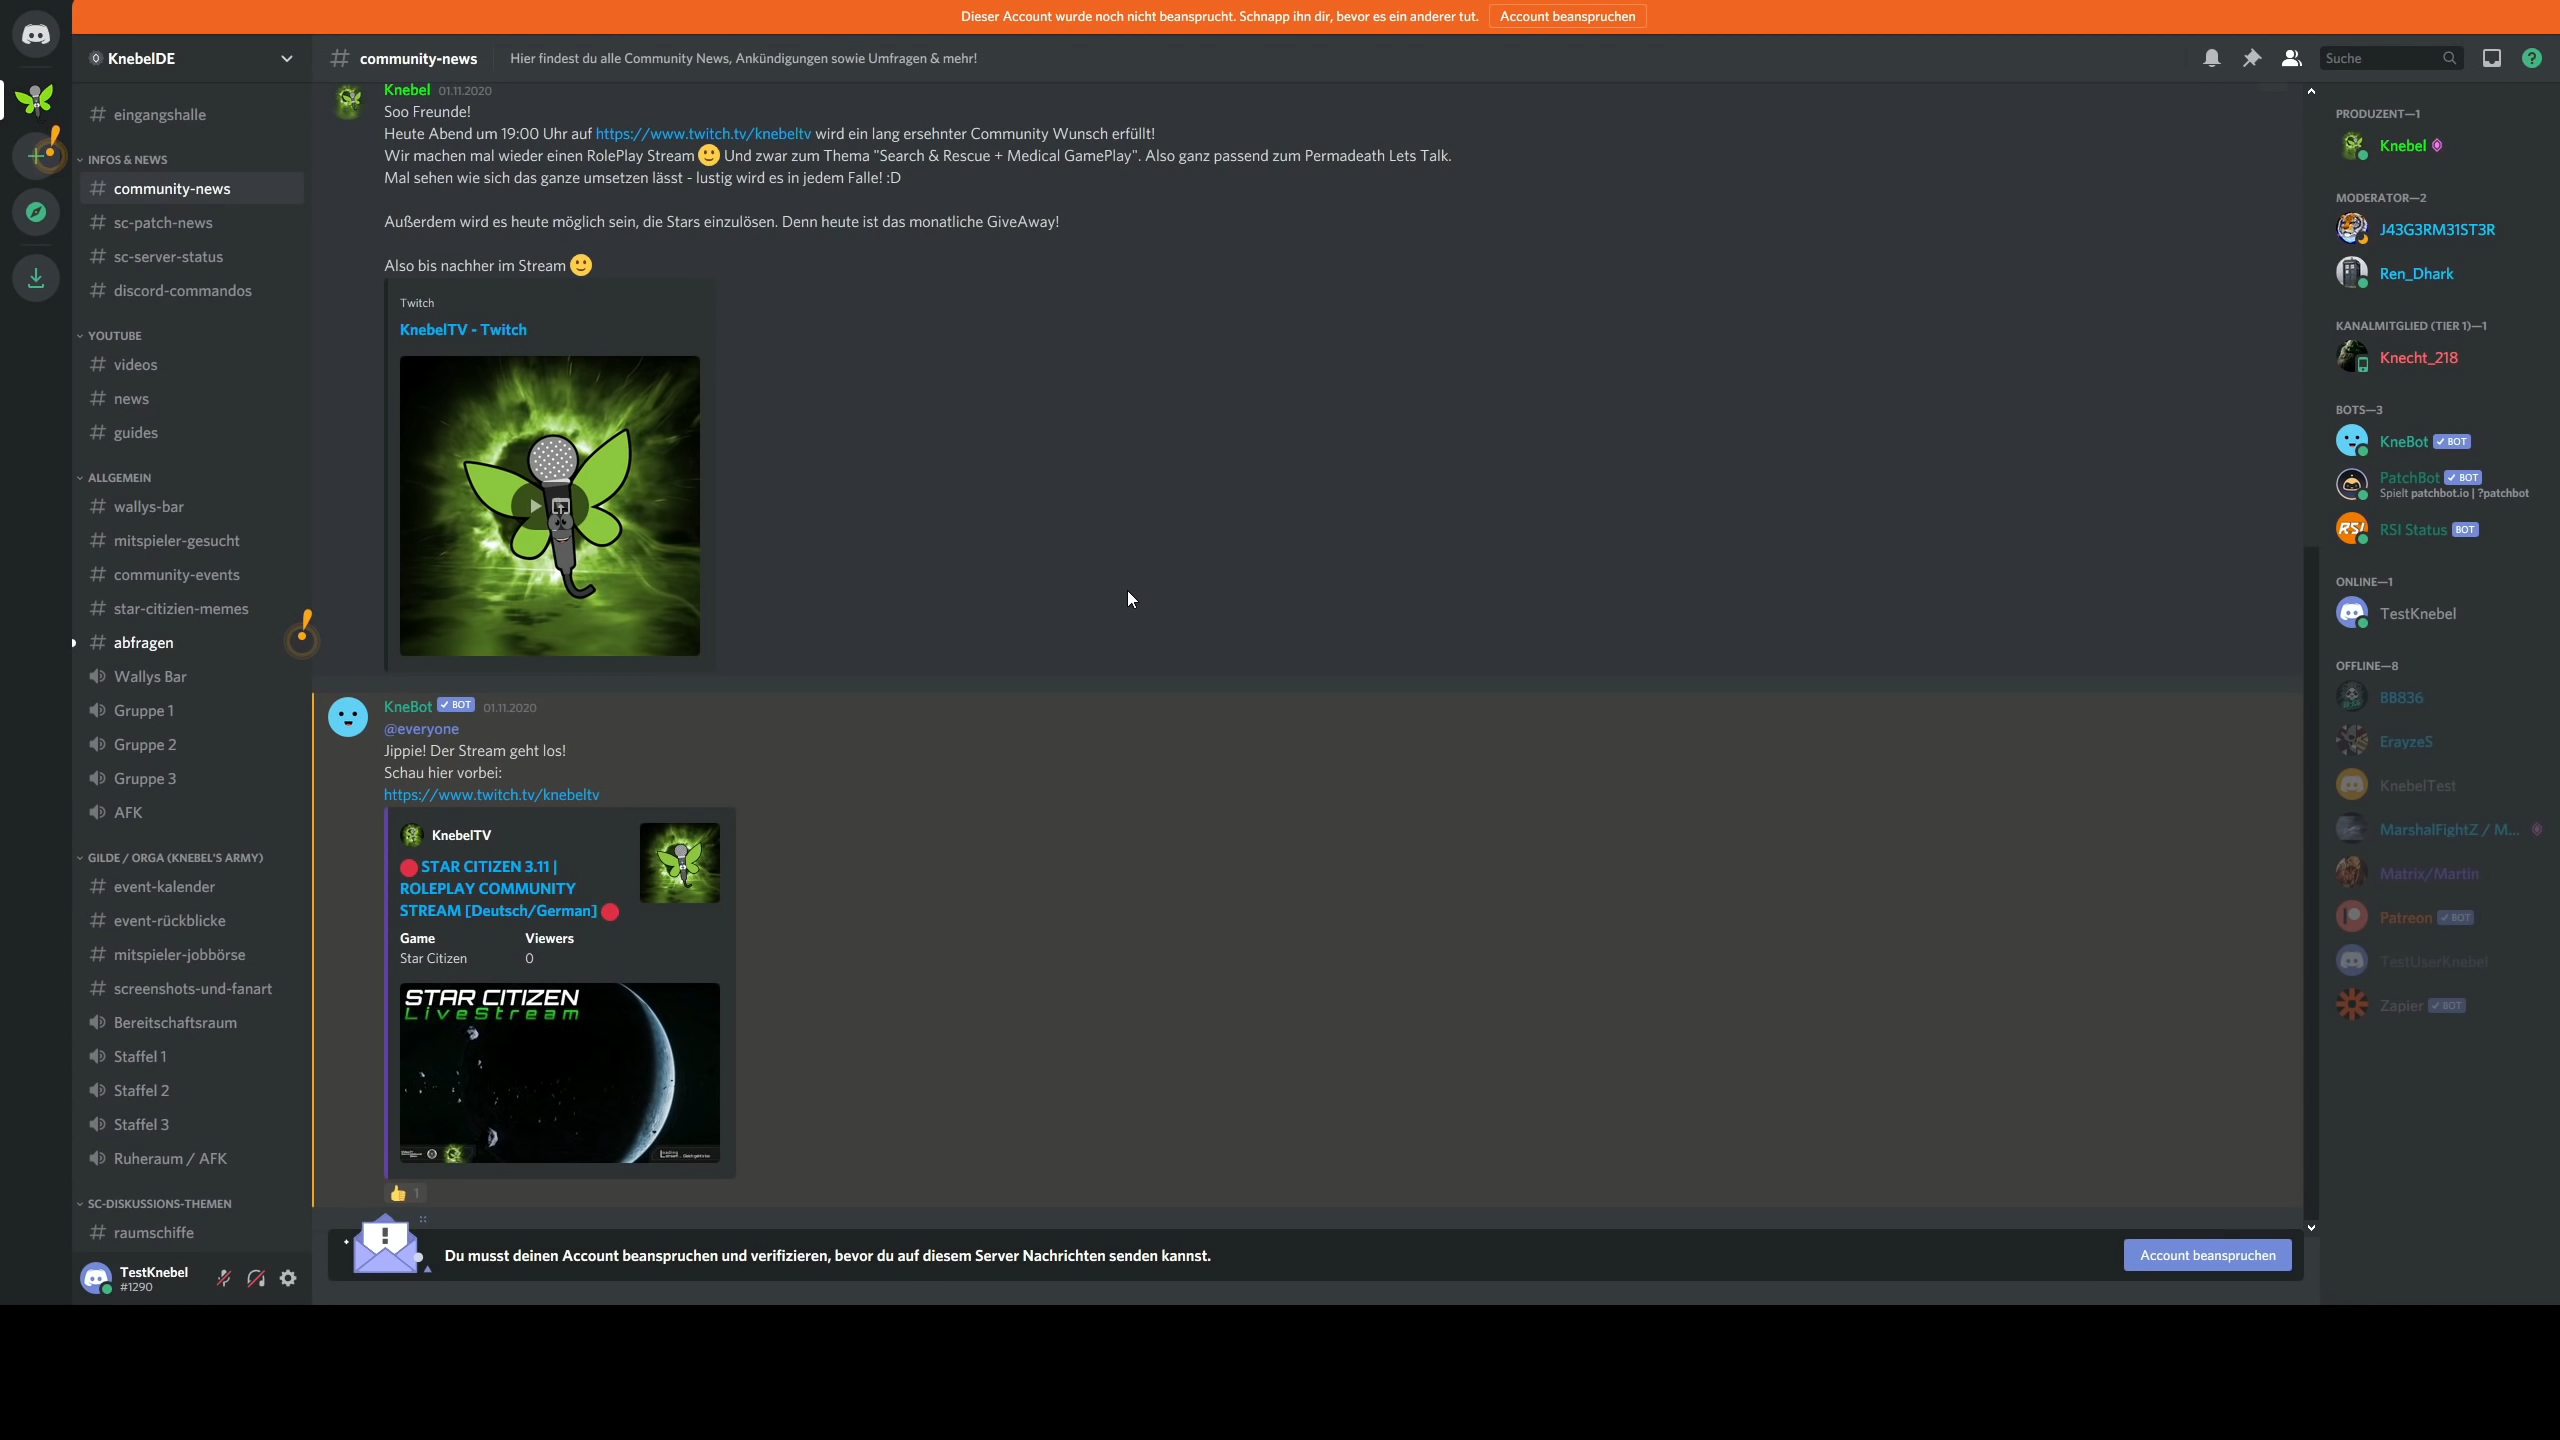 Dieser Account wurde noch nicht beansprucht. Schnapp ihn dir, bevor es ein anderer tut.
Account beanspruchen
KnebelDE
eingangshalle
INFOS & NEWS
community-news
sc-patch-news
sc-server-status
discord-commandos
YOUTUBE
videos
news
guides
ALLGEMEIN
wallys-bar
mitspieler-gesucht
community-events
star-citizien-memes
abfragen
Wallys Bar
Gruppe 1
Gruppe 2
Gruppe 3
AFK
GILDE / ORGA (KNEBEL'S ARMY)
event-kalender
event-rückblicke
mitspieler-jobbörse
screenshots-und-fanart
Bereitschaftsraum
Staffel 1
Staffel 2
Staffel 3
Ruheraum / AFK
SC-DISKUSSIONS-THEMEN
raumschiffe
TestKnebel
#1290
community-news
Hier findest du alle Community News, Ankündigungen sowie Umfragen & mehr!
Suche
Knebel 01.11.2020
Soo Freunde!
Heute Abend um 19:00 Uhr auf https://www.twitch.tv/knebeltv wird ein lang ersehnter Community Wunsch erfüllt!
Wir machen mal wieder einen RolePlay Stream 🙂 Und zwar zum Thema "Search & Rescue + Medical GamePlay". Also ganz passend zum Permadeath Lets Talk.
Mal sehen wie sich das ganze umsetzen lässt - lustig wird es in jedem Falle! :D
Außerdem wird es heute möglich sein, die Stars einzulösen. Denn heute ist das monatliche GiveAway!
Also bis nachher im Stream 🙂
Twitch
KnebelTV - Twitch
KneBot ✓ BOT 01.11.2020
@everyone
Jippie! Der Stream geht los!
Schau hier vorbei:
https://www.twitch.tv/knebeltv
KnebelTV
🔴 STAR CITIZEN 3.11 |
ROLEPLAY COMMUNITY
STREAM [Deutsch/German] 🔴
Game Viewers
Star Citizen 0
STAR CITIZEN
LiveStream
👍 1
Du musst deinen Account beanspruchen und verifizieren, bevor du auf diesem Server Nachrichten senden kannst.
Account beanspruchen
PRODUZENT—1
Knebel
MODERATOR—2
J43G3RM31ST3R
Ren_Dhark
KANALMITGLIED (TIER 1)—1
Knecht_218
BOTS—3
KneBot ✓ BOT
PatchBot ✓ BOT
Spielt patchbot.io | ?patchbot
RSI
RSI Status BOT
ONLINE—1
TestKnebel
OFFLINE—8
BB836
ErayzeS
KnebelTest
MarshalFightZ / M...
Matrix/Martin
Patreon ✓ BOT
TestUserKnebel
Zapier ✓ BOT